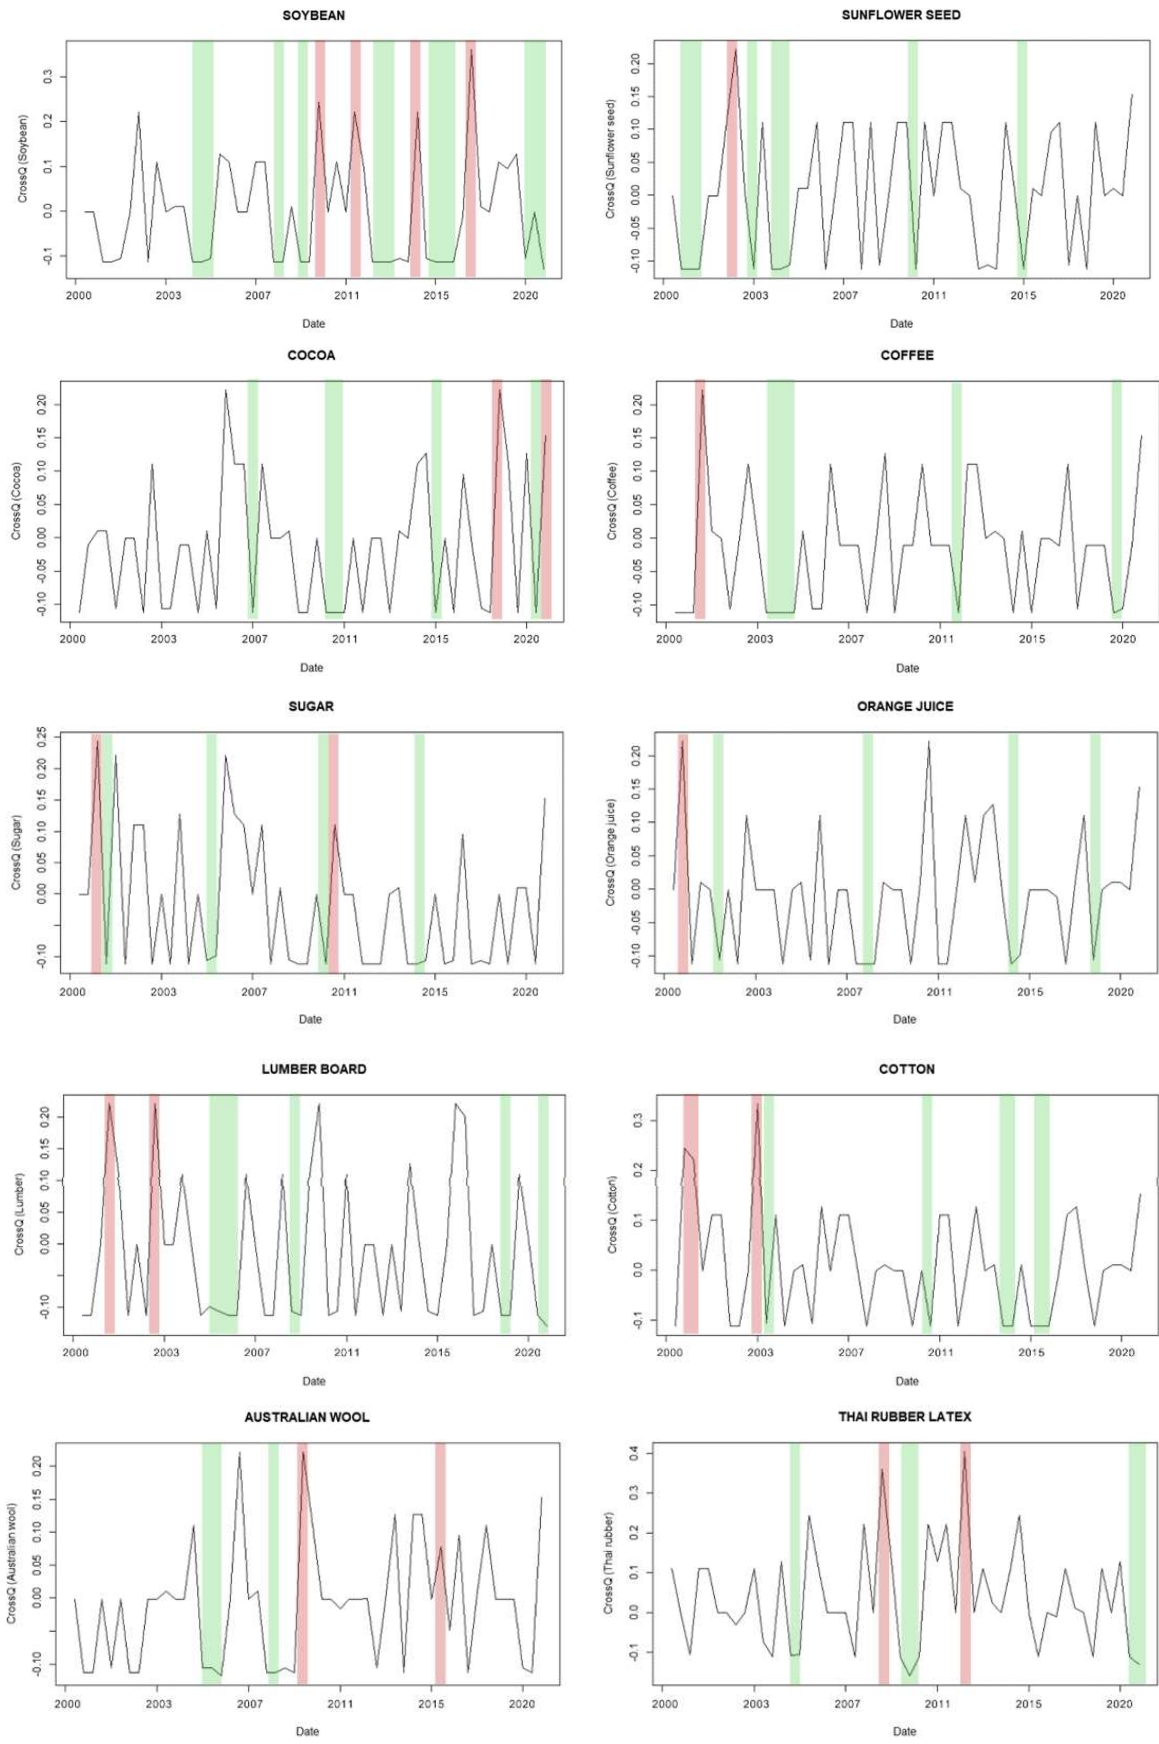 SOYBEAN
CrossQ (Soybean)
0.3
0.2
0.1
0.0
-0.1
2000 2003 2007 2011 2015 2020
Date
SUNFLOWER SEED
CrossQ (Sunflower seed)
0.20
0.15
0.10
0.05
0.00
-0.05
-0.10
2000 2003 2007 2011 2015 2020
Date
COCOA
CrossQ (Cocoa)
0.20
0.15
0.10
0.05
0.00
-0.05
-0.10
2000 2003 2007 2011 2015 2020
Date
COFFEE
CrossQ (Coffee)
0.20
0.15
0.10
0.05
0.00
-0.05
-0.10
2000 2003 2007 2011 2015 2020
Date
SUGAR
CrossQ (Sugar)
0.25
0.20
0.15
0.10
0.05
0.00
-0.10
2000 2003 2007 2011 2015 2020
Date
ORANGE JUICE
CrossQ (Orange juice)
0.20
0.15
0.10
0.05
0.00
-0.05
-0.10
2000 2003 2007 2011 2015 2020
Date
LUMBER BOARD
CrossQ (Lumber)
0.20
0.15
0.10
0.05
0.00
-0.10
2000 2003 2007 2011 2015 2020
Date
COTTON
CrossQ (Cotton)
0.3
0.2
0.1
0.0
-0.1
2000 2003 2007 2011 2015 2020
Date
AUSTRALIAN WOOL
CrossQ (Australian wool)
0.20
0.15
0.10
0.05
0.00
-0.10
2000 2003 2007 2011 2015 2020
Date
THAI RUBBER LATEX
CrossQ (Thai rubber)
0.4
0.3
0.2
0.1
0.0
-0.1
2000 2003 2007 2011 2015 2020
Date